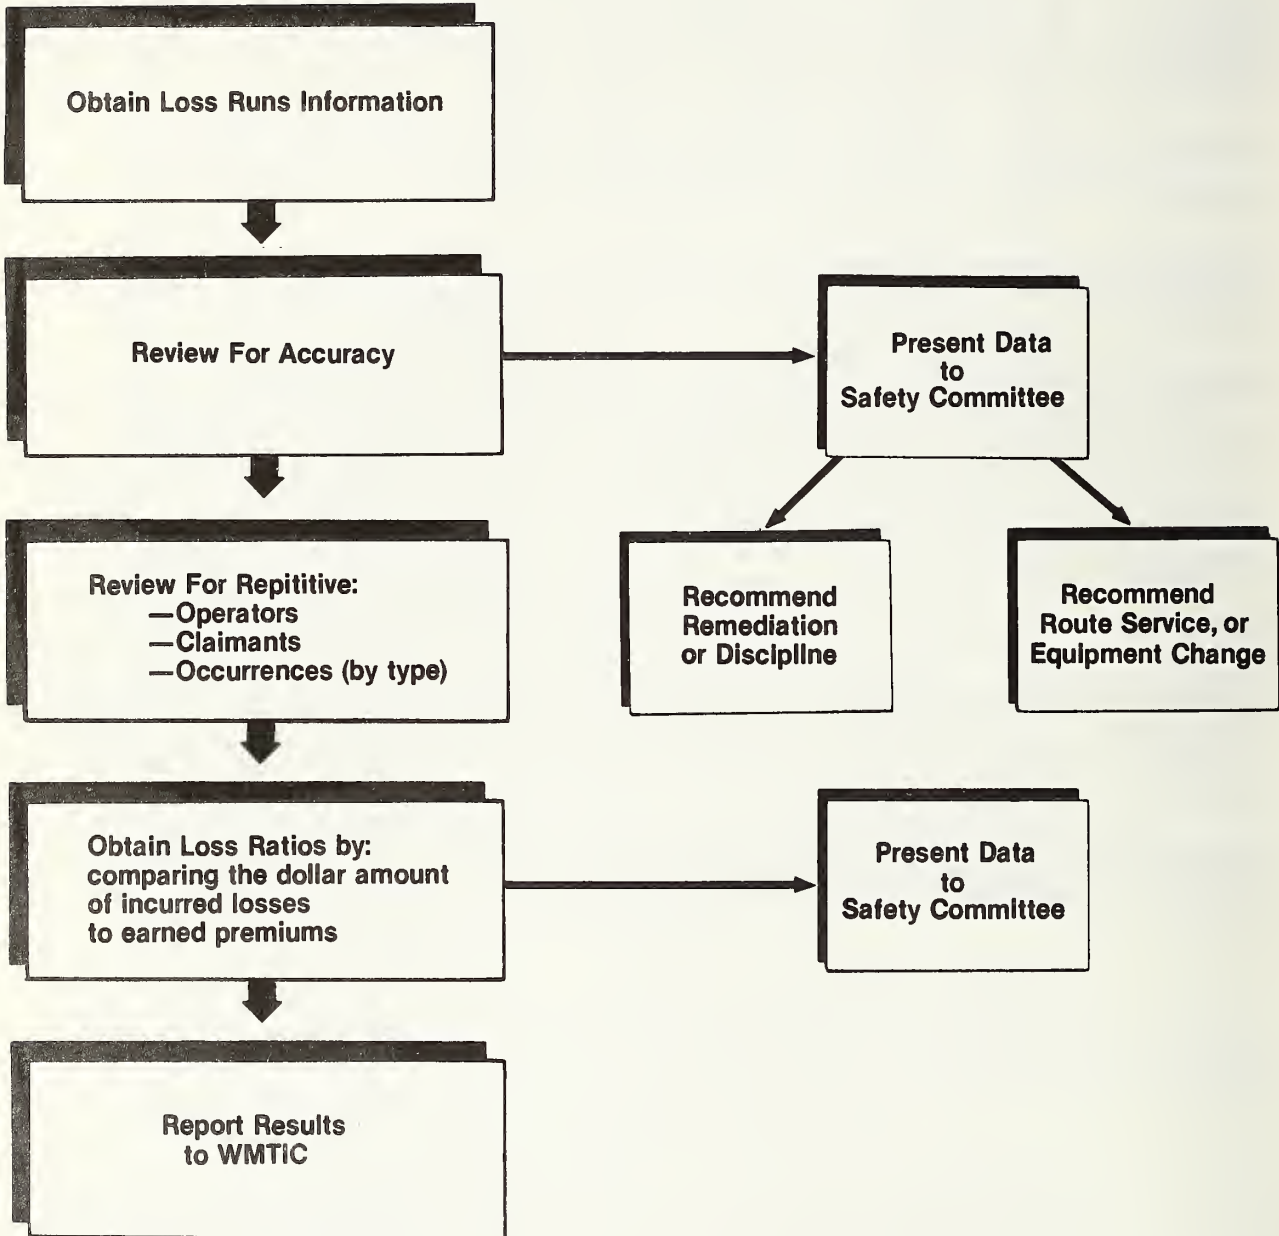 Obtain Loss Runs Information
Review For Accuracy
Present Data
to
Safety Committee
Review For Repititive:
—Operators
—Claimants
—Occurrences (by type)
Recommend
Remediation
or Discipline
Recommend
Route Service, or
Equipment Change
Obtain Loss Ratios by:
comparing the dollar amount
of incurred losses
to earned premiums
Present Data
to
Safety Committee
Report Results
to WMTIC